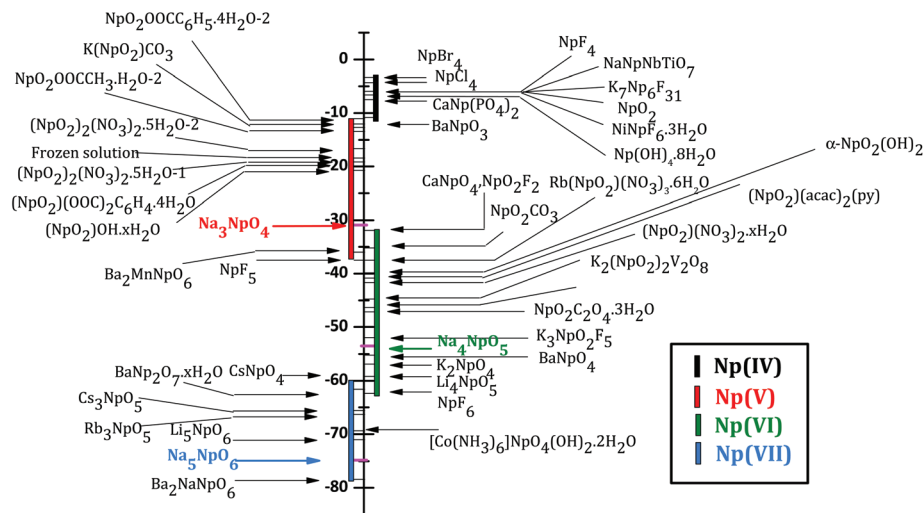 NpO2OOCC6H5.4H2O-2
K(NpO2)CO3
NpO2OOCCH3.H2O-2
(NpO2)2(NO3)2.5H2O-2
Frozen solution
(NpO2)2(NO3)2.5H2O-1
(NpO2)(OOC)2C6H4.4H2O
(NpO2)OH.xH2O
Na3NpO4
Ba2MnNpO6
NpF5
BaNp2O7.xH2O
CsNpO4
Cs3NpO5
Rb3NpO5
Li5NpO6
Na5NpO6
Ba2NaNpO6
0
-10
-20
-30
-40
-50
-60
-70
-80
NpBr4
NpCl4
CaNp(PO4)2
BaNpO3
NpF4
NaNpNbTiO7
K7Np6F31
NpO2
NiNpF6.3H2O
Np(OH)4.8H2O
α-NpO2(OH)2
CaNpO4,NpO2F2
Rb(NpO2)(NO3)3.6H2O
NpO2CO3
(NpO2)(acac)2(py)
(NpO2)(NO3)2.xH2O
K2(NpO2)2V2O8
NpO2C2O4.3H2O
K3NpO2F5
Na4NpO5
BaNpO4
K2NpO4
Li4NpO5
NpF6
[Co(NH3)6]NpO4(OH)2.2H2O
Np(IV)
Np(V)
Np(VI)
Np(VII)